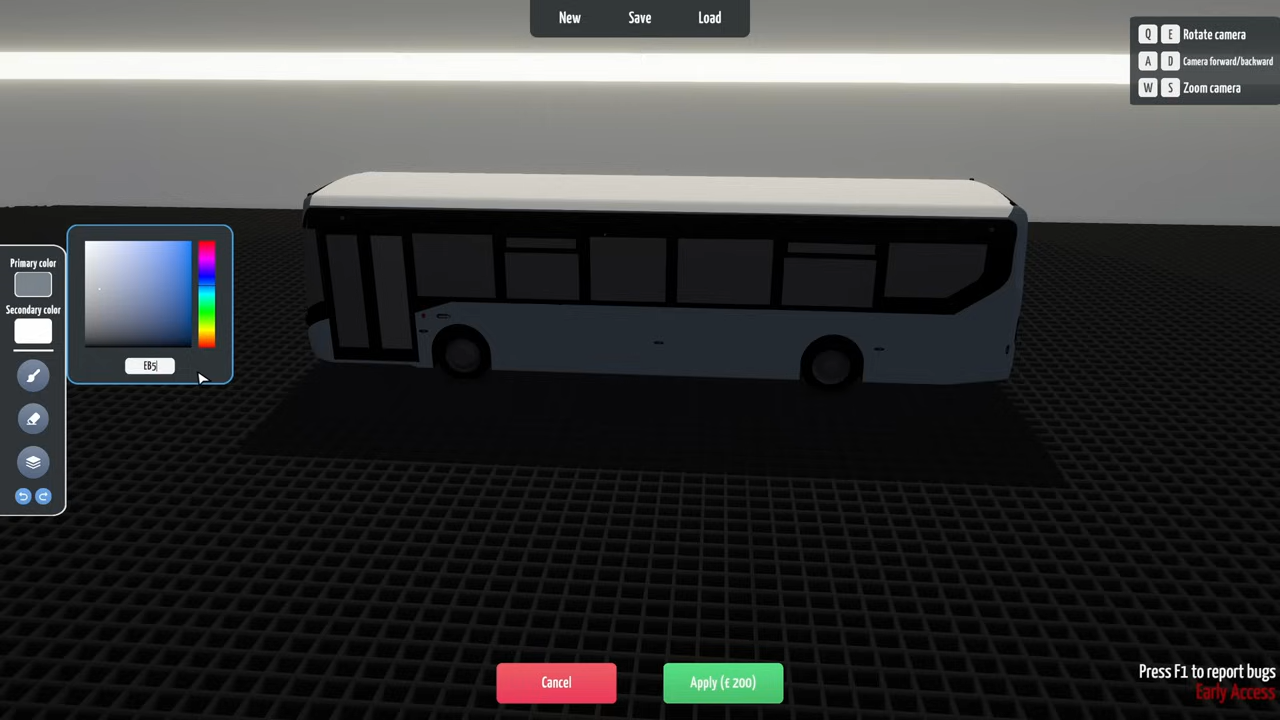 New Save Load
Q E Rotate camera
A D Camera forward/backward
W S Zoom camera
Primary color
Secondary color
EB5
Cancel
Apply (£ 200)
Press F1 to report bugs
Early Access